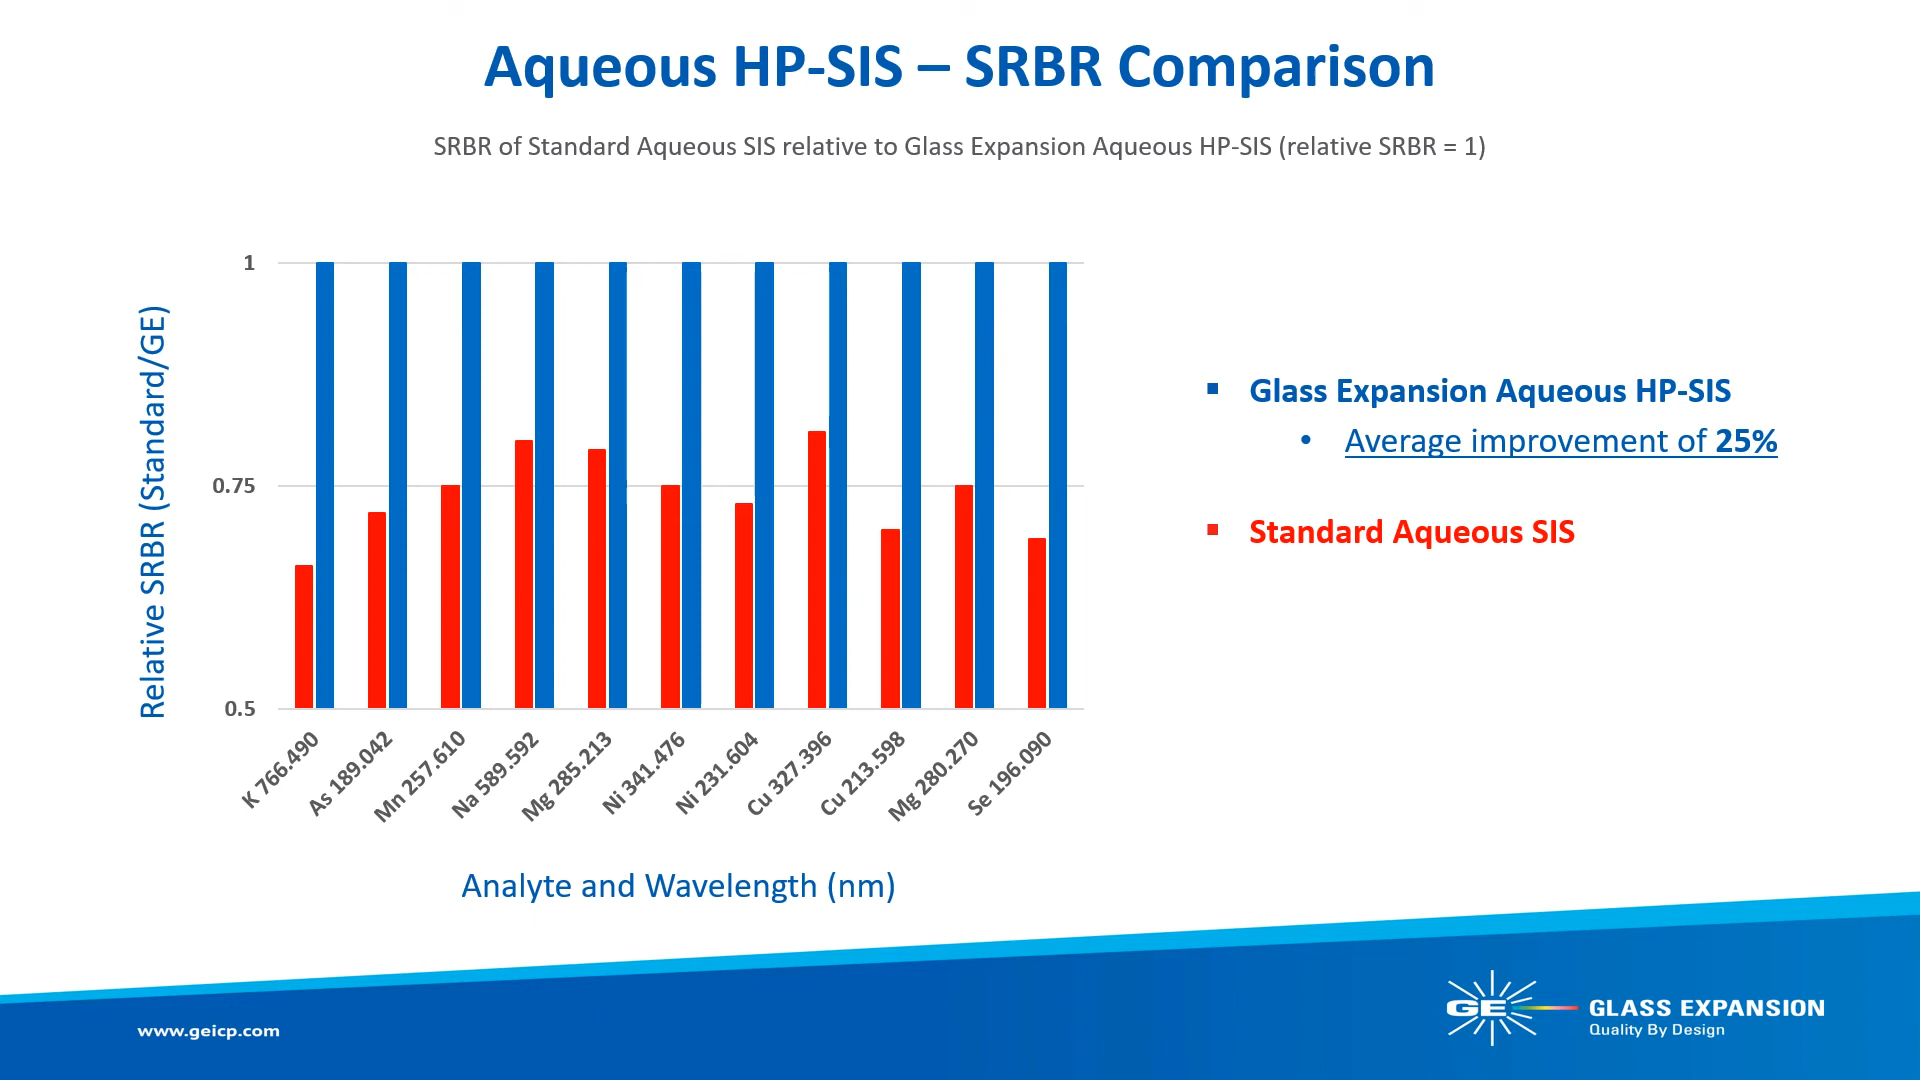 Aqueous HP-SIS – SRBR Comparison
SRBR of Standard Aqueous SIS relative to Glass Expansion Aqueous HP-SIS (relative SRBR = 1)
Relative SRBR (Standard/GE)
1
0.75
0.5
K 766.490
As 189.042
Mn 257.610
Na 589.592
Mg 285.213
Ni 341.476
Ni 231.604
Cu 327.396
Cu 213.598
Mg 280.270
Se 196.090
Analyte and Wavelength (nm)
▪ Glass Expansion Aqueous HP-SIS
• Average improvement of 25%
▪ Standard Aqueous SIS
www.geicp.com
GE
GLASS EXPANSION
Quality By Design